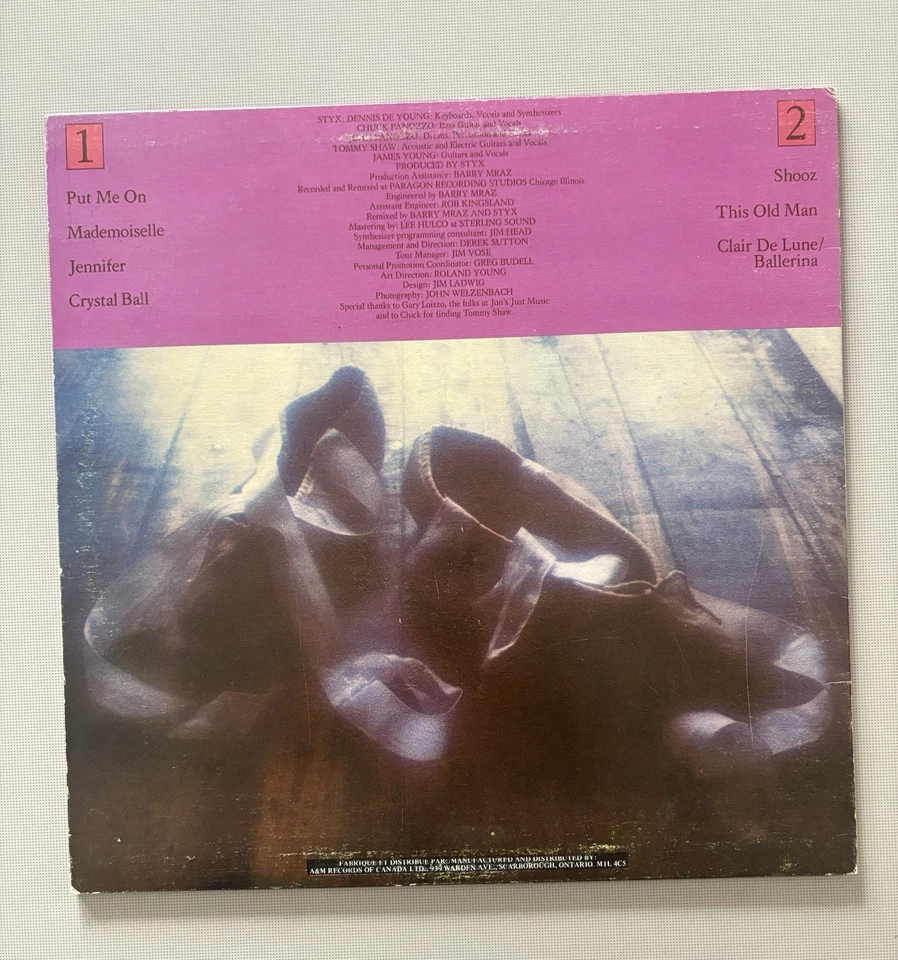 1
Put Me On
Mademoiselle
Jennifer
Crystal Ball
STYX: DENNIS DE YOUNG: Keyboards, Vocals and Synthesizers
CHUCK PANOZZO: Bass Guitar and Vocals
PANOZZO: Drums, Percussion
TOMMY SHAW: Acoustic and Electric Guitars and Vocals
JAMES YOUNG: Guitars and Vocals
PRODUCED BY STYX
Production Assistance: BARRY MRAZ
Recorded and Remixed at PARAGON RECORDING STUDIOS Chicago Illinois
Engineered by BARRY MRAZ
Assistant Engineer: ROB KINGSLAND
Remixed by BARRY MRAZ AND STYX
Mastering by: LEE HULCO at STERLING SOUND
Synthesizer programming consultant: JIM HEAD
Management and Direction: DEREK SUTTON
Tour Manager: JIM VOSE
Personal Promotion Coordinator: GREG BUDELL
Art Direction: ROLAND YOUNG
Design: JIM LADWIG
Photography: JOHN WELZENBACH
Special thanks to Gary Loizzo, the folks at Jon's Just Music
and to Chick for finding Tommy Shaw.
2
Shooz
This Old Man
Clair De Lune/
Ballerina
FABRIQUE ET DISTRIBUE PAR: MANUFACTURED AND DISTRIBUTED BY:
A&M RECORDS OF CANADA LTD., 939 WARDEN AVE., SCARBOROUGH, ONTARIO. M1L 4C5